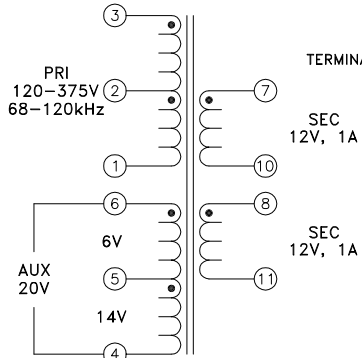 3
TERMINA
PRI
120-375V
68-120kHz
2
7
SEC
12V, 1A
1
10
6
8
6V
SEC
12V, 1A
AUX
20V
5
11
14V
4